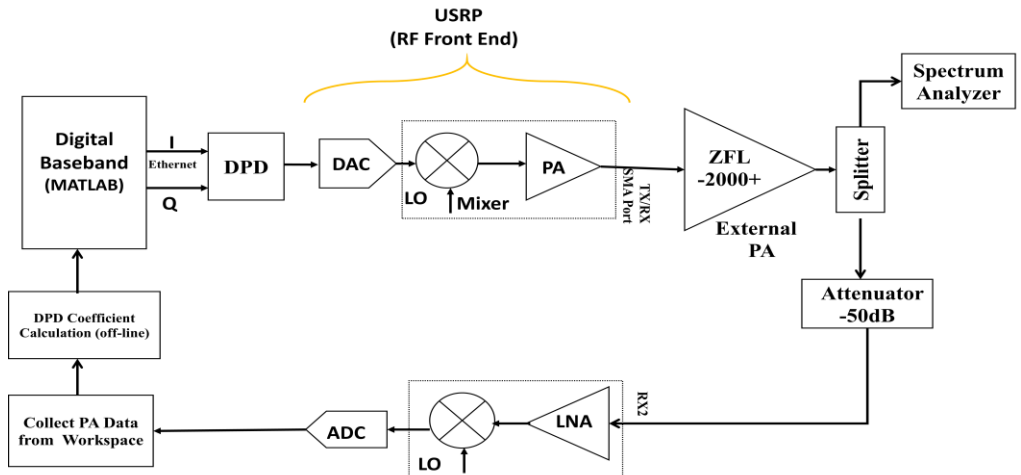 USRP
(RF Front End)
Spectrum
Analyzer
Digital
Baseband
(MATLAB)
I
Ethernet
Q
DPD
DAC
LO
Mixer
PA
TX/RX
SMA Port
ZFL
-2000+
External
PA
Splitter
Attenuator
-50dB
DPD Coefficient
Calculation (off-line)
Collect PA Data
from Workspace
ADC
LO
LNA
RX2